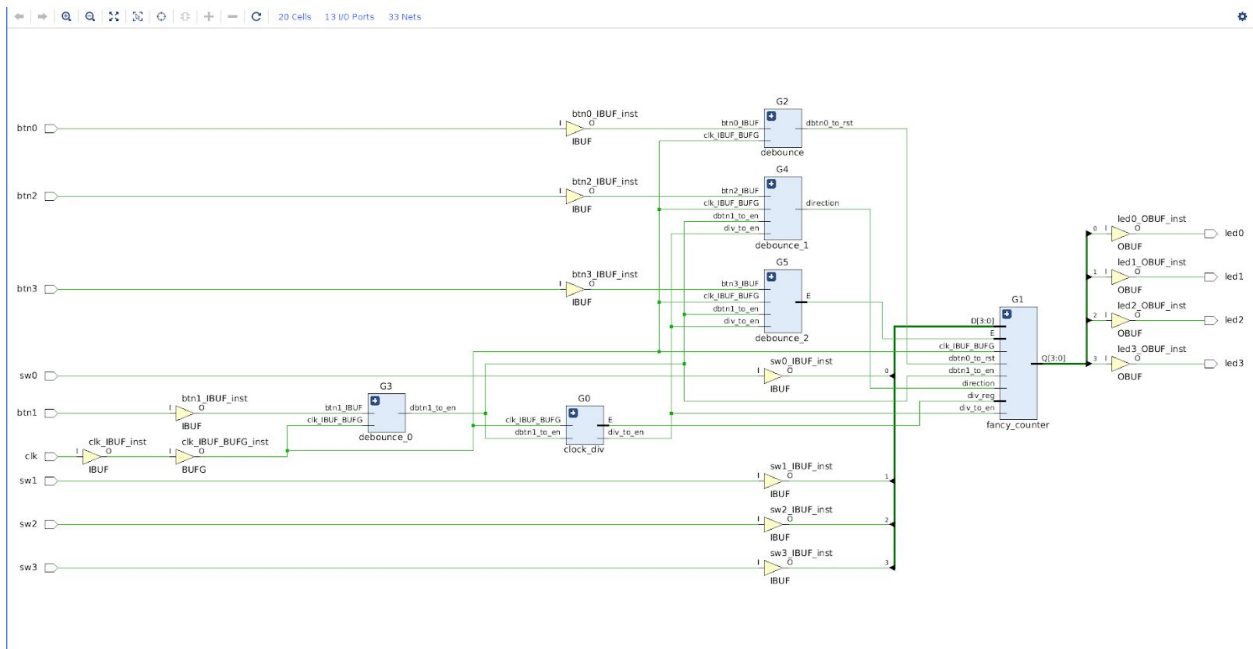 20 Cells 13 I/O Ports 33 Nets
btn0
btn0_IBUF_inst
I O
IBUF
G2
btn0_IBUF
clk_IBUF_BUFG
dbtn0_to_rst
debounce
btn2
btn2_IBUF_inst
I O
IBUF
G4
btn2_IBUF
clk_IBUF_BUFG
dbtn1_to_en
div_to_en
direction
debounce_1
btn3
btn3_IBUF_inst
I O
IBUF
G5
btn3_IBUF
clk_IBUF_BUFG
dbtn1_to_en
div_to_en
E
debounce_2
sw0
sw0_IBUF_inst
I O
IBUF
0
btn1
btn1_IBUF_inst
I O
IBUF
G3
btn1_IBUF
clk_IBUF_BUFG
dbtn1_to_en
debounce_0
G0
clk_IBUF_BUFG
dbtn1_to_en
E
div_to_en
clock_div
clk
clk_IBUF_inst
I O
IBUF
clk_IBUF_BUFG_inst
I O
BUFG
sw1
sw1_IBUF_inst
I O
IBUF
1
sw2
sw2_IBUF_inst
I O
IBUF
2
sw3
sw3_IBUF_inst
I O
IBUF
3
G1
D[3:0]
E
clk_IBUF_BUFG
dbtn0_to_rst
dbtn1_to_en
direction
div_reg
div_to_en
Q[3:0]
fancy_counter
led0_OBUF_inst
0 I O
OBUF
led0
led1_OBUF_inst
1 I O
OBUF
led1
led2_OBUF_inst
2 I O
OBUF
led2
led3_OBUF_inst
3 I O
OBUF
led3